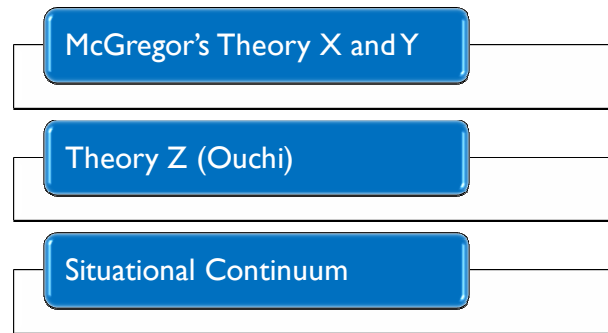 McGregor’s Theory X and Y
Theory Z (Ouchi)
Situational Continuum